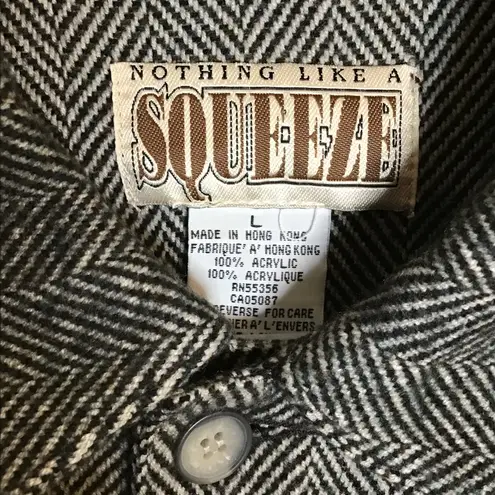 NOTHING LIKE A
SQUEEZE
L
MADE IN HONG KONG
FABRIQUE' A' HONG KONG
100% ACRYLIC
100% ACRYLIQUE
RN55356
CA05087
REVERSE FOR CARE
A' L'ENVERS